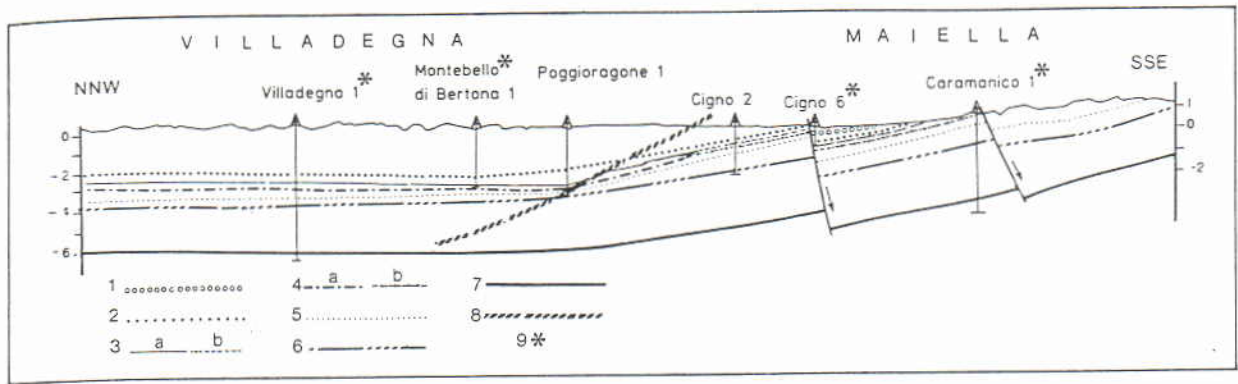 VILLADEGNA MAIELLA
NNW
Villadegna 1*
Montebello*
di Bertona 1
Poggioragone 1
Cigno 2
Cigno 6*
Caramanico 1*
SSE
0
-2
-4
-6
1
0
-2
1
2
3 a b
4 a b
5
6
7
8
9*